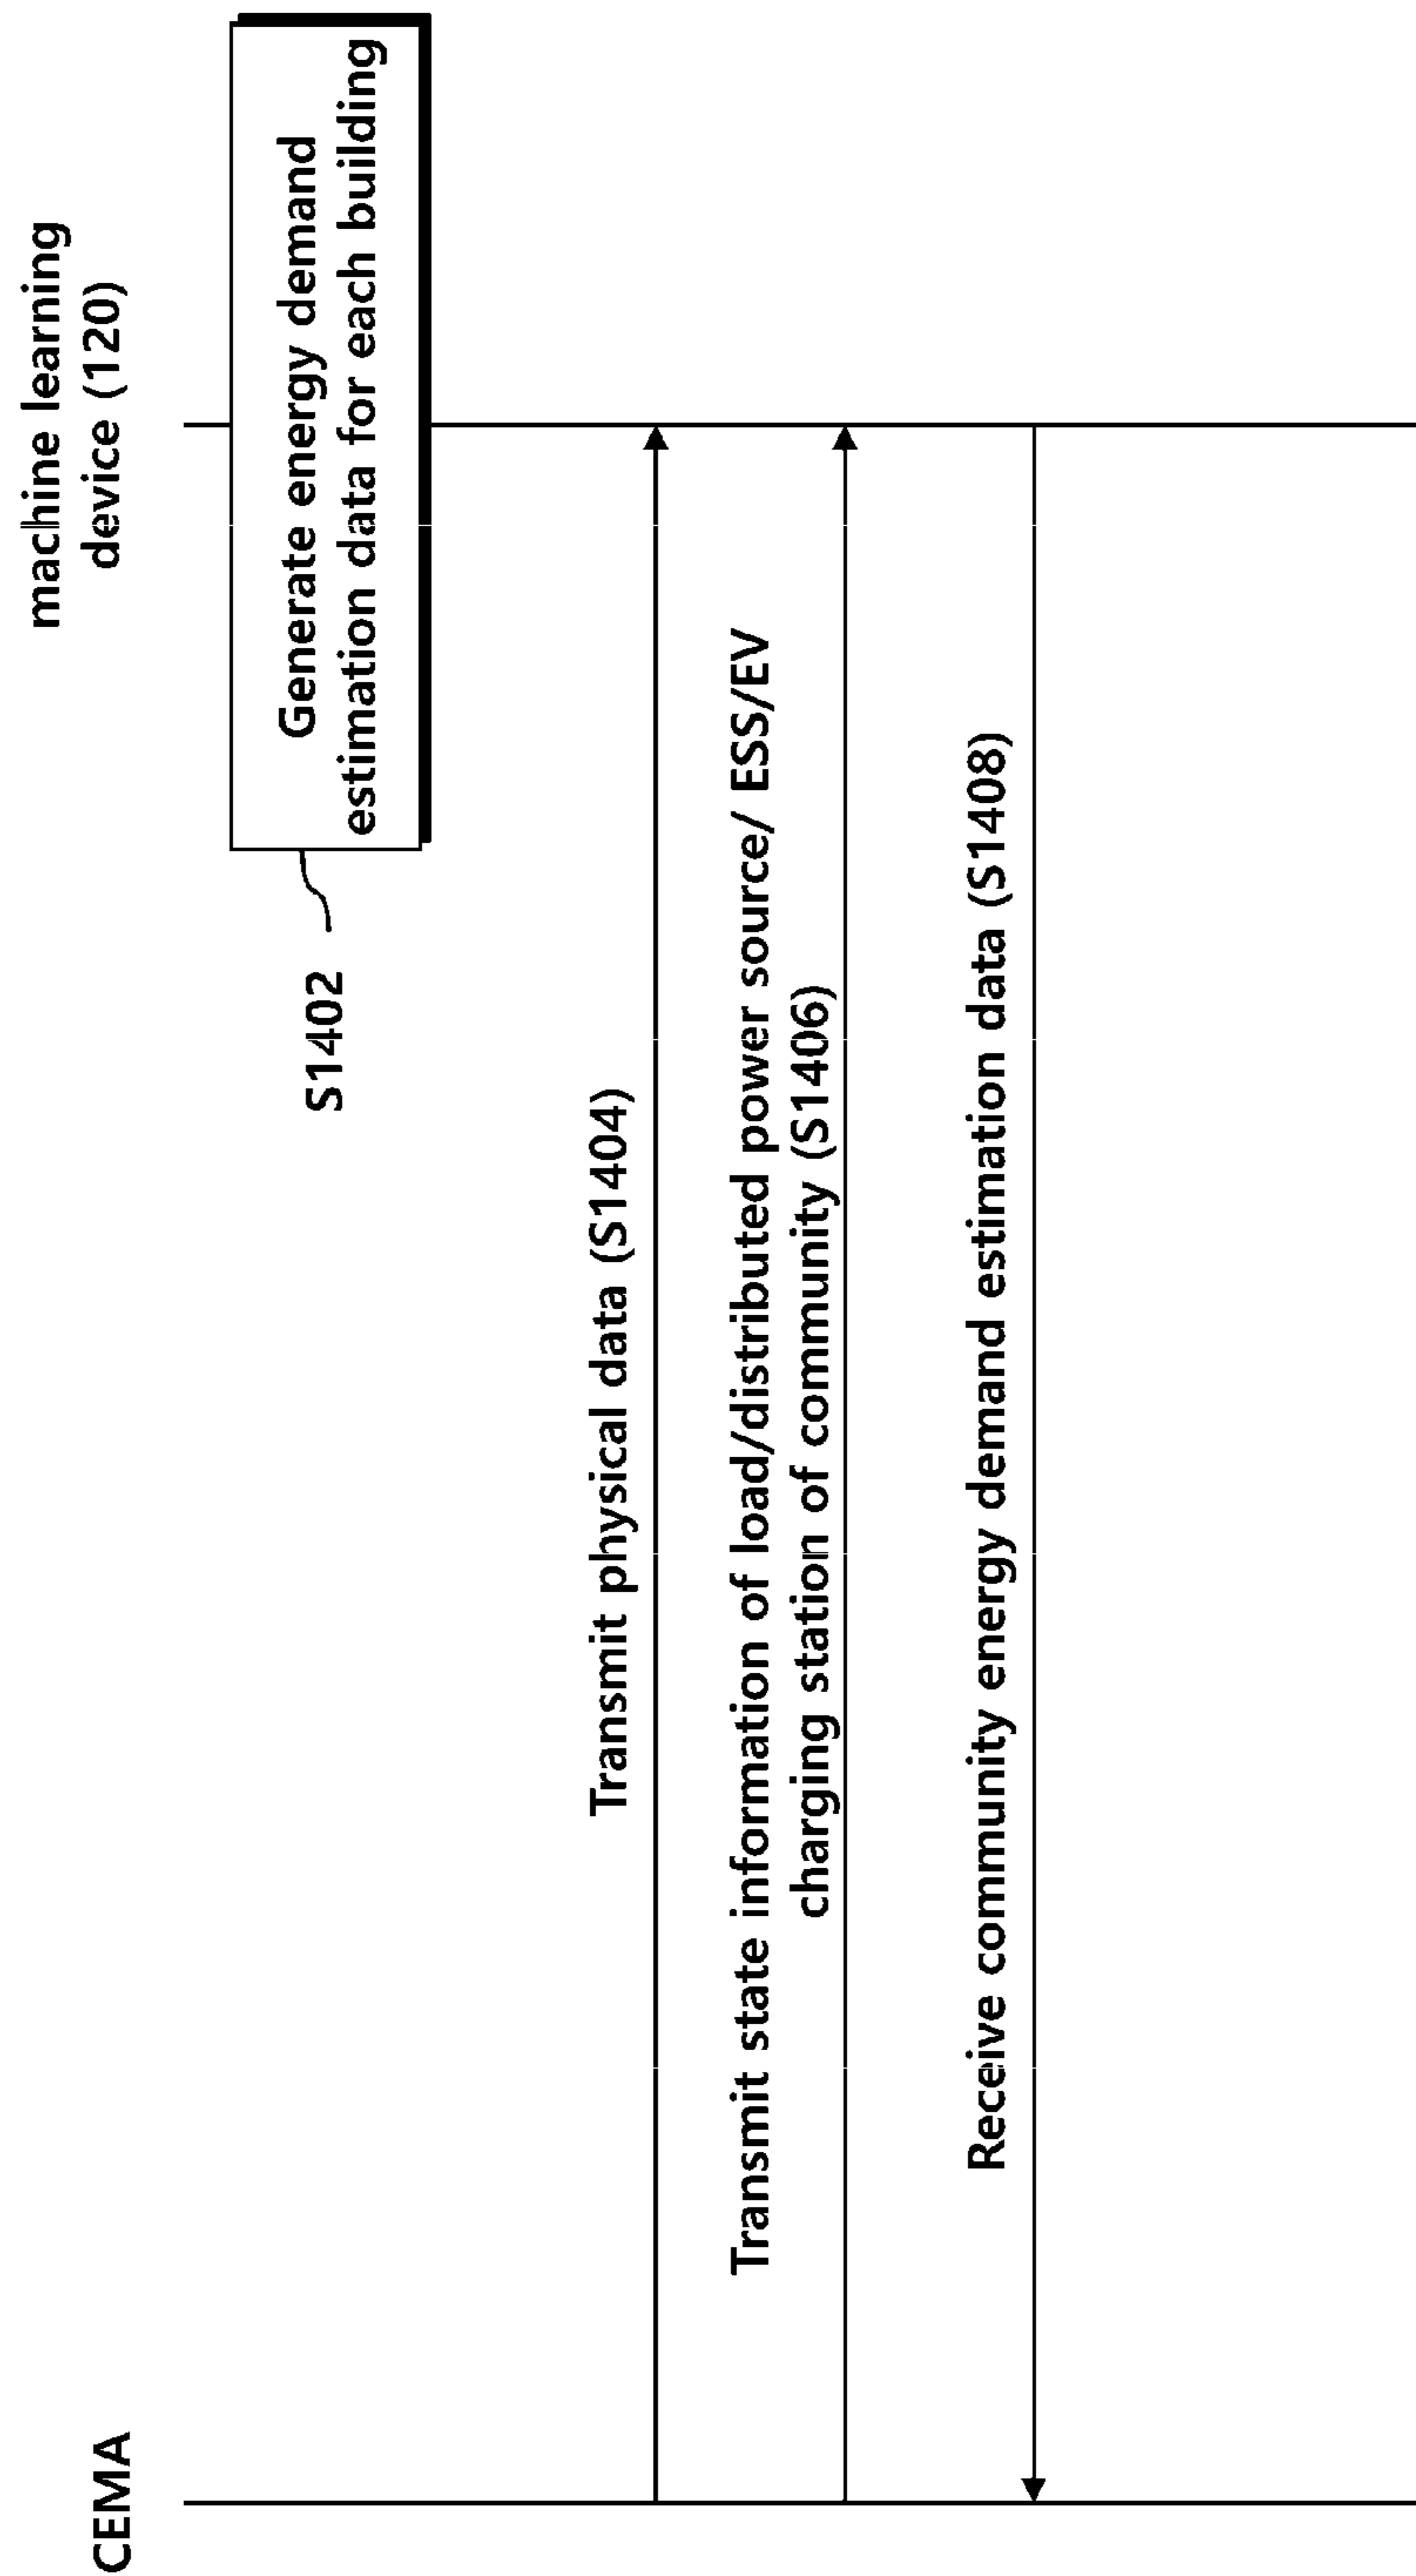 CEMA
machine learning
device (120)
Generate energy demand
estimation data for each building
S1402
Transmit physical data (S1404)
Transmit state information of load/distributed power source/ ESS/EV
charging station of community (S1406)
Receive community energy demand estimation data (S1408)